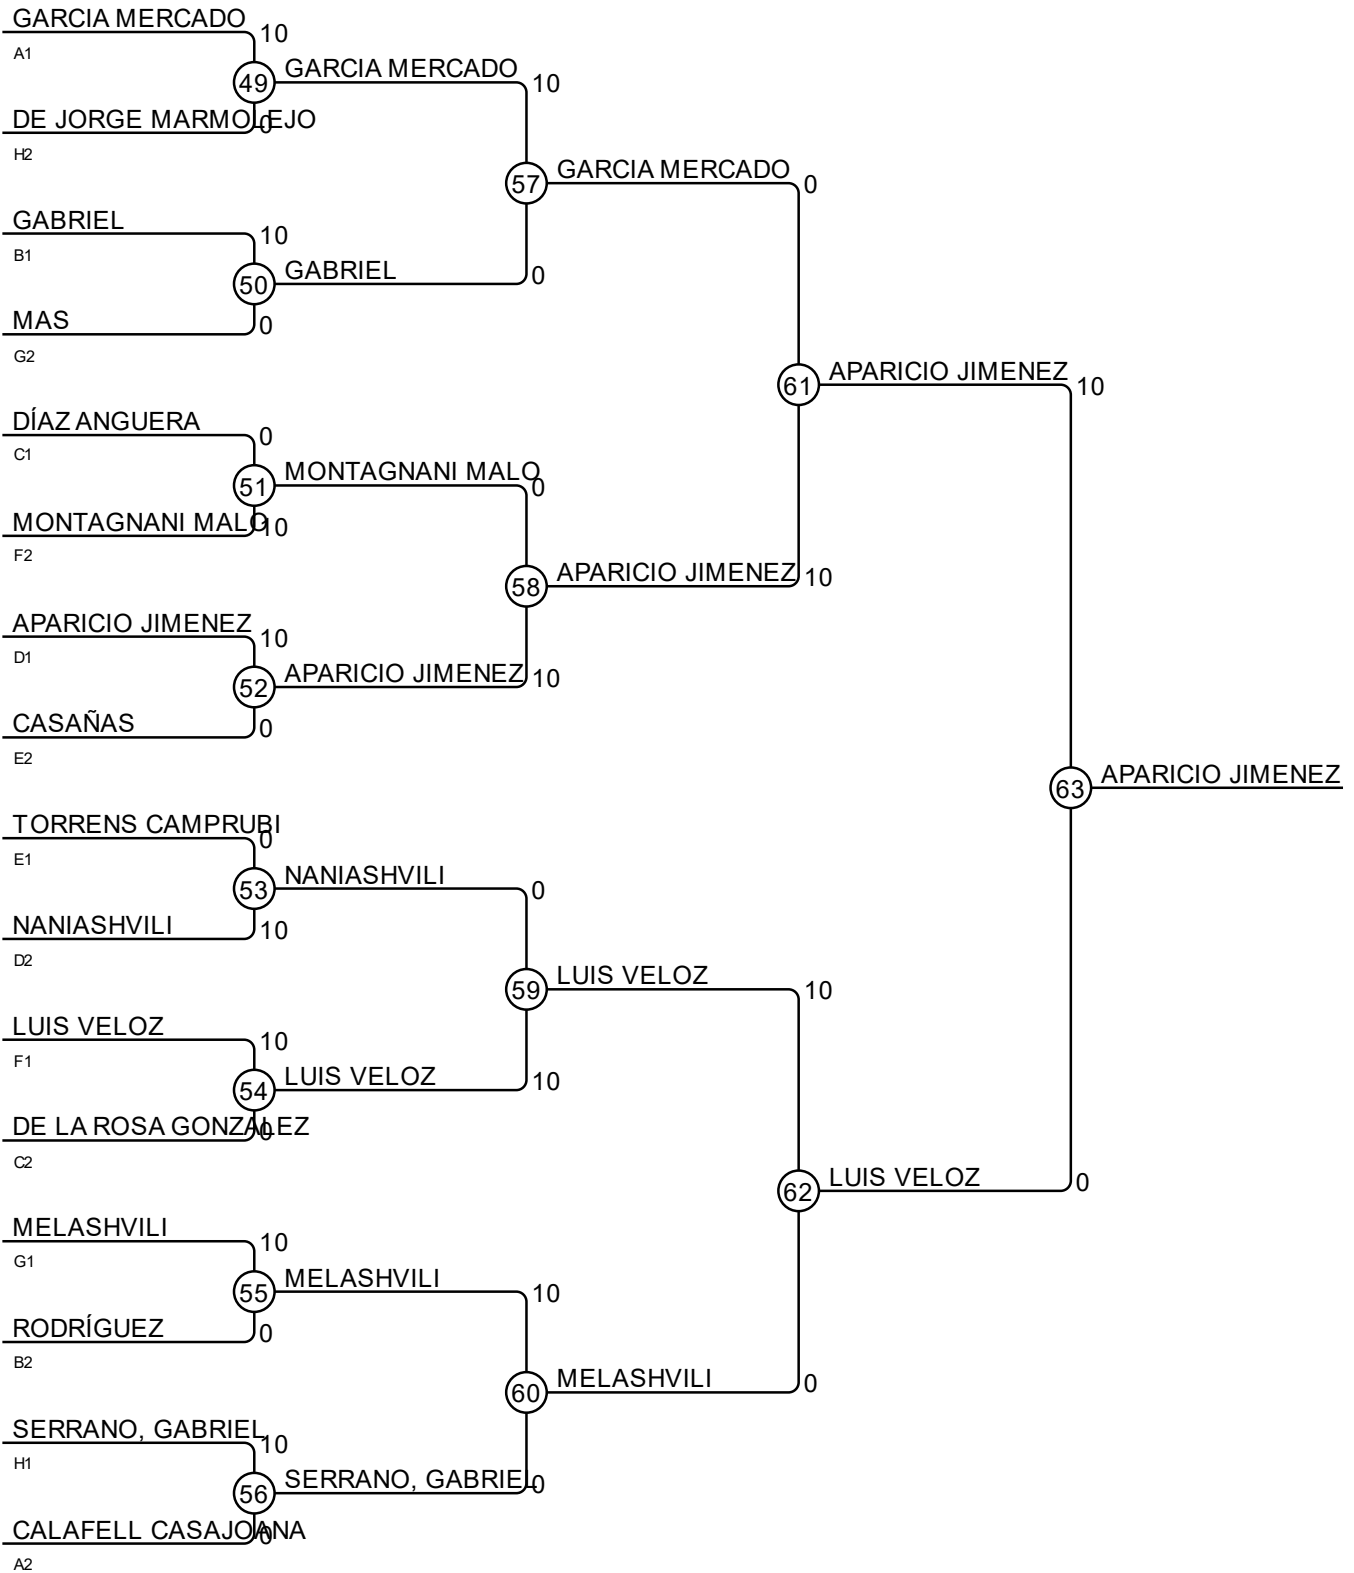 GARCIA MERCADO
10
A1
49
GARCIA MERCADO
10
DE JORGE MARMOLEJO
0
H2
57
GARCIA MERCADO
0
GABRIEL
10
B1
50
GABRIEL
0
MAS
0
G2
61
APARICIO JIMENEZ
10
DÍAZ ANGUERA
0
C1
51
MONTAGNANI MALO
0
MONTAGNANI MALO
10
F2
58
APARICIO JIMENEZ
10
APARICIO JIMENEZ
10
D1
52
APARICIO JIMENEZ
10
CASAÑAS
0
E2
63
APARICIO JIMENEZ
TORRENS CAMPRUBI
0
E1
53
NANIASHVILI
0
NANIASHVILI
10
D2
59
LUIS VELOZ
10
LUIS VELOZ
10
F1
54
LUIS VELOZ
10
DE LA ROSA GONZALEZ
0
C2
62
LUIS VELOZ
0
MELASHVILI
10
G1
55
MELASHVILI
10
RODRÍGUEZ
0
B2
60
MELASHVILI
0
SERRANO, GABRIEL
10
H1
56
SERRANO, GABRIEL
0
CALAFELL CASAJOANA
0
A2